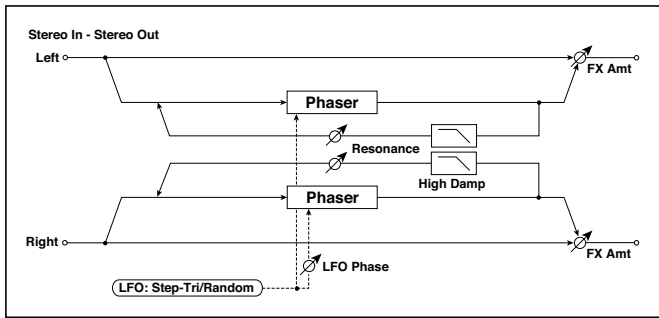 Stereo In - Stereo Out
Left
FX Amt
Phaser
Resonance
High Damp
Phaser
Right
FX Amt
LFO Phase
LFO: Step-Tri/Random